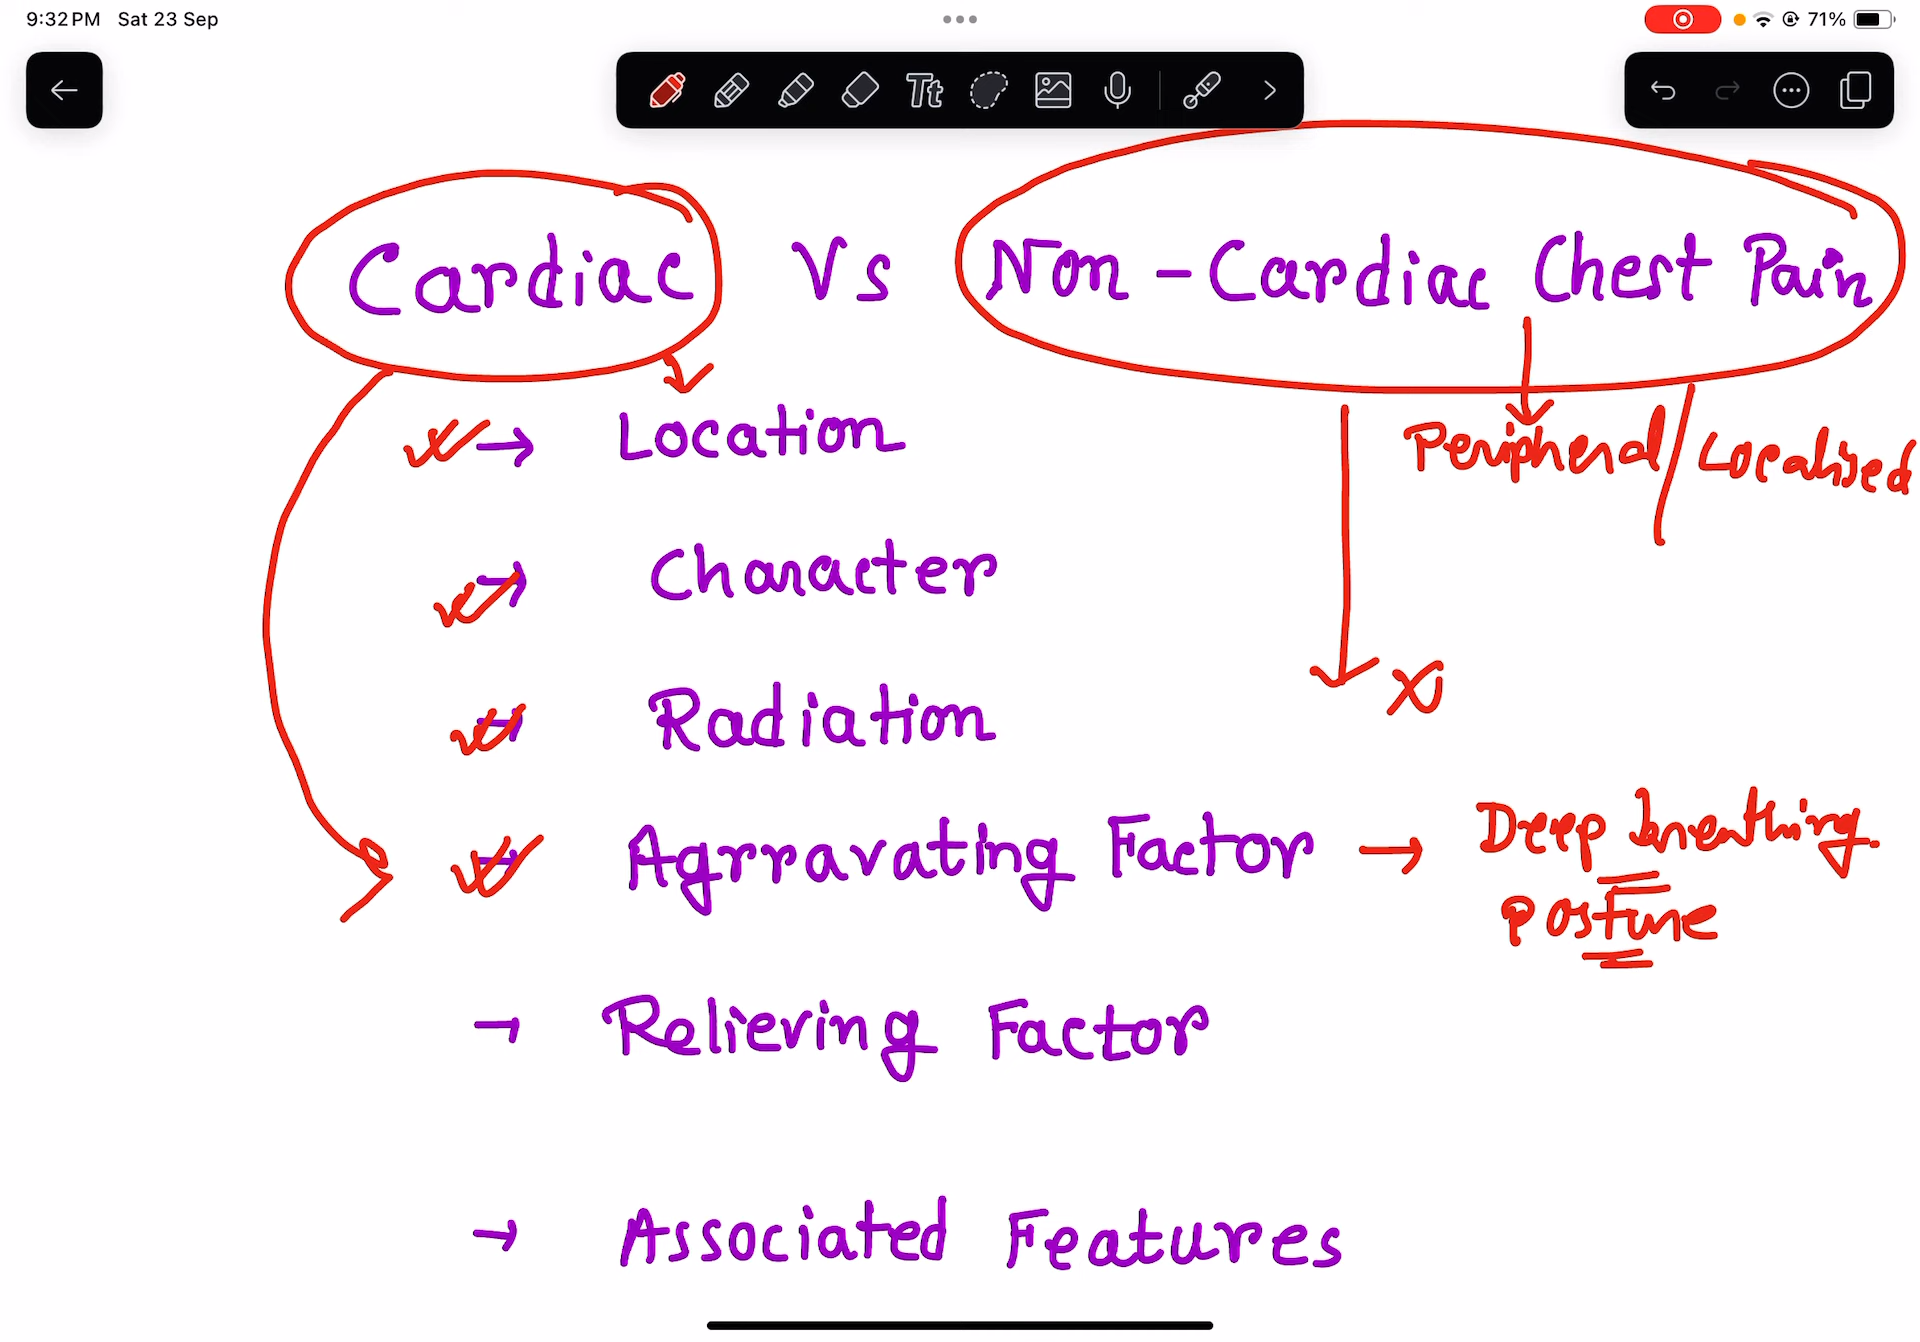 9:32 PM Sat 23 Sep
71%
Tt
Cardiac Vs Non-Cardiac Chest Pain
→ Location
Peripheral / Localised
→ Character
→ Radiation
X
→ Agrravating Factor → Deep breathing
posture
→ Relieving Factor
→ Associated Features